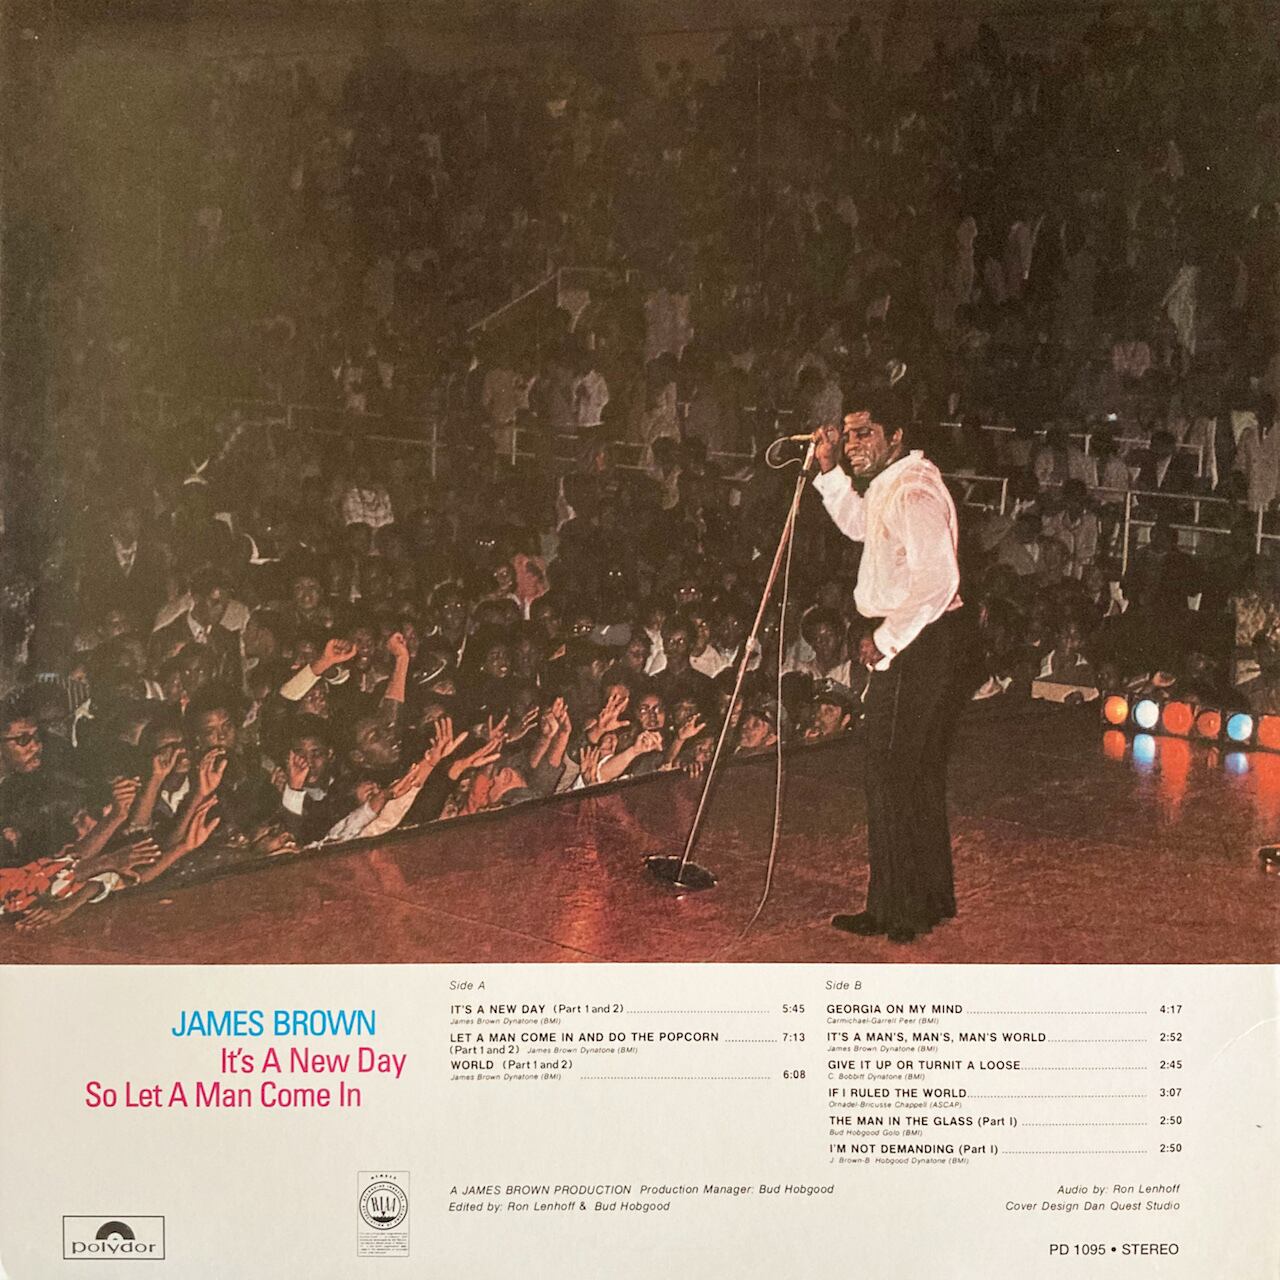 JAMES BROWN
It's A New Day
So Let A Man Come In
Side A
IT'S A NEW DAY (Part 1 and 2) 5:45
James Brown Dynatone (BMI)
LET A MAN COME IN AND DO THE POPCORN 7:13
(Part 1 and 2) James Brown Dynatone (BMI)
WORLD (Part 1 and 2)
James Brown Dynatone (BMI) 6:08
Side B
GEORGIA ON MY MIND 4:17
Carmichael-Garrell Peer (BMI)
IT'S A MAN'S, MAN'S, MAN'S WORLD 2:52
James Brown Dynatone (BMI)
GIVE IT UP OR TURNIT A LOOSE 2:45
C. Bobbitt Dynatone (BMI)
IF I RULED THE WORLD 3:07
Ornadel-Bricusse Chappell (ASCAP)
THE MAN IN THE GLASS (Part I) 2:50
Bud Hobgood Golo (BMI)
I'M NOT DEMANDING (Part I) 2:50
J. Brown-B. Hobgood Dynatone (BMI)
A JAMES BROWN PRODUCTION Production Manager: Bud Hobgood
Edited by: Ron Lenhoff & Bud Hobgood
Audio by: Ron Lenhoff
Cover Design Dan Quest Studio
MEMBER
RIAA
polydor
PD 1095 • STEREO